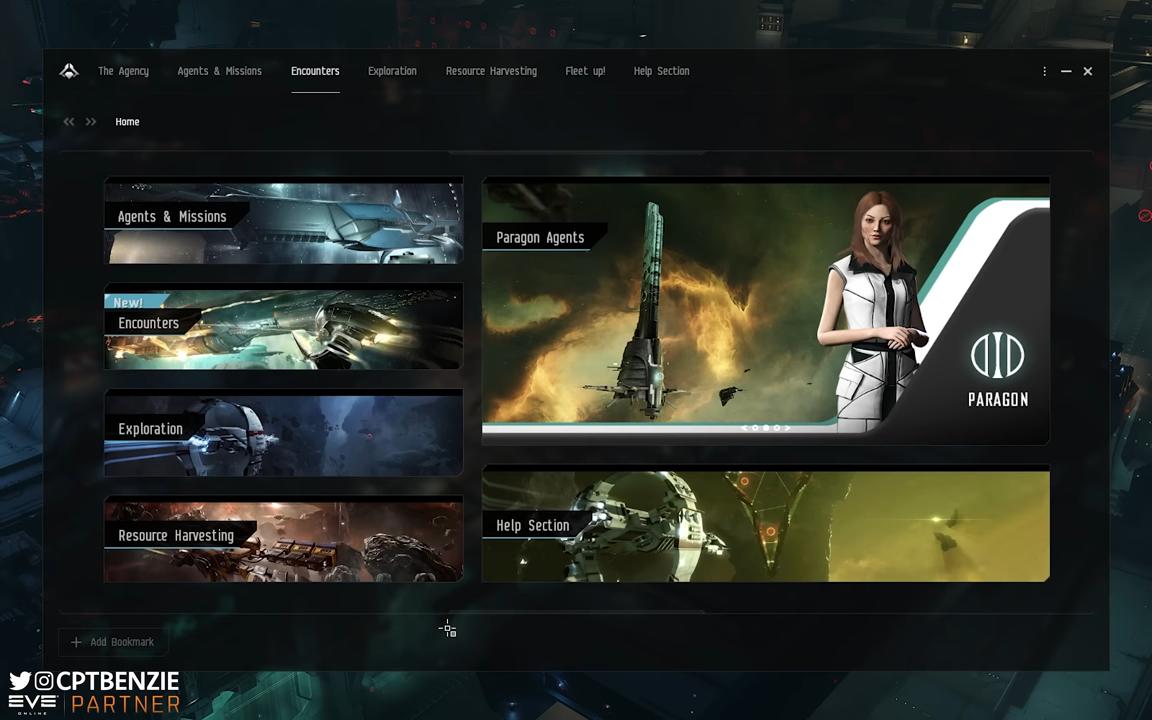 The Agency
Agents & Missions
Encounters
Exploration
Resource Harvesting
Fleet up!
Help Section
Home
Agents & Missions
New!
Encounters
Exploration
Resource Harvesting
Paragon Agents
PARAGON
Help Section
Add Bookmark
CPTBENZIE
EVE
ONLINE
PARTNER